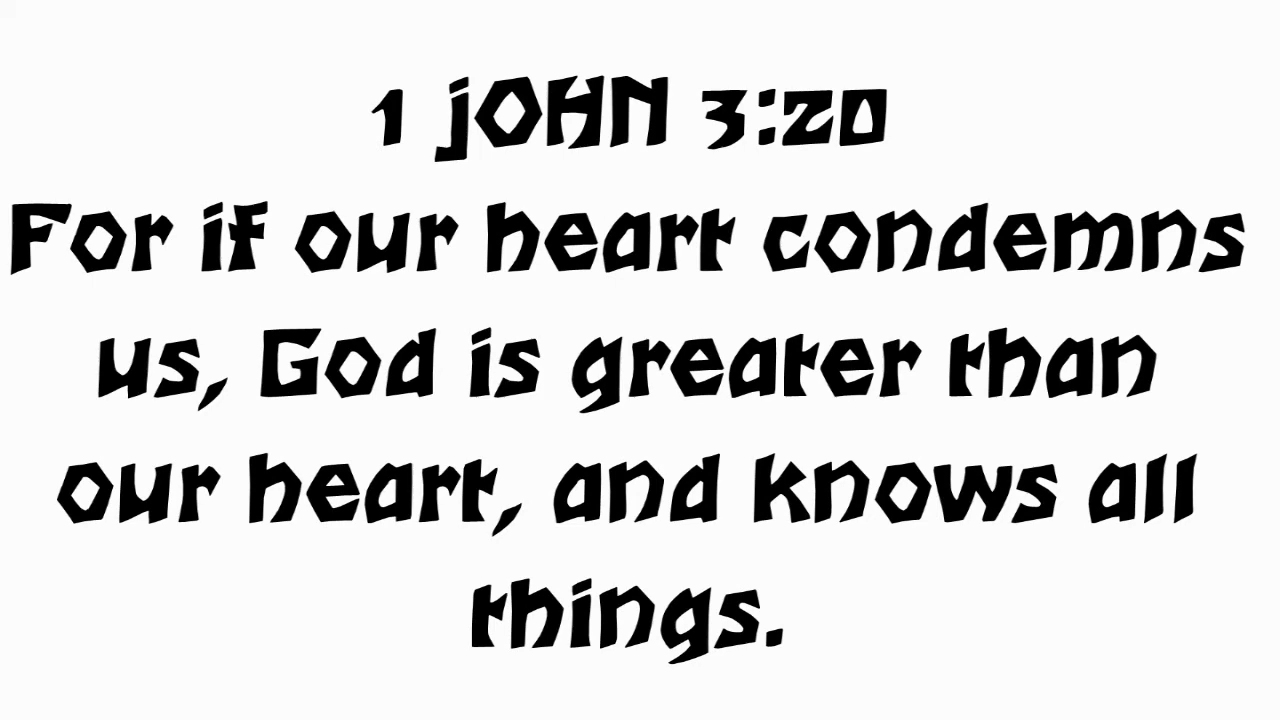 1 jOHN 3:20
For if our heart condemns
us, God is greater than
our heart, and knows all
things.